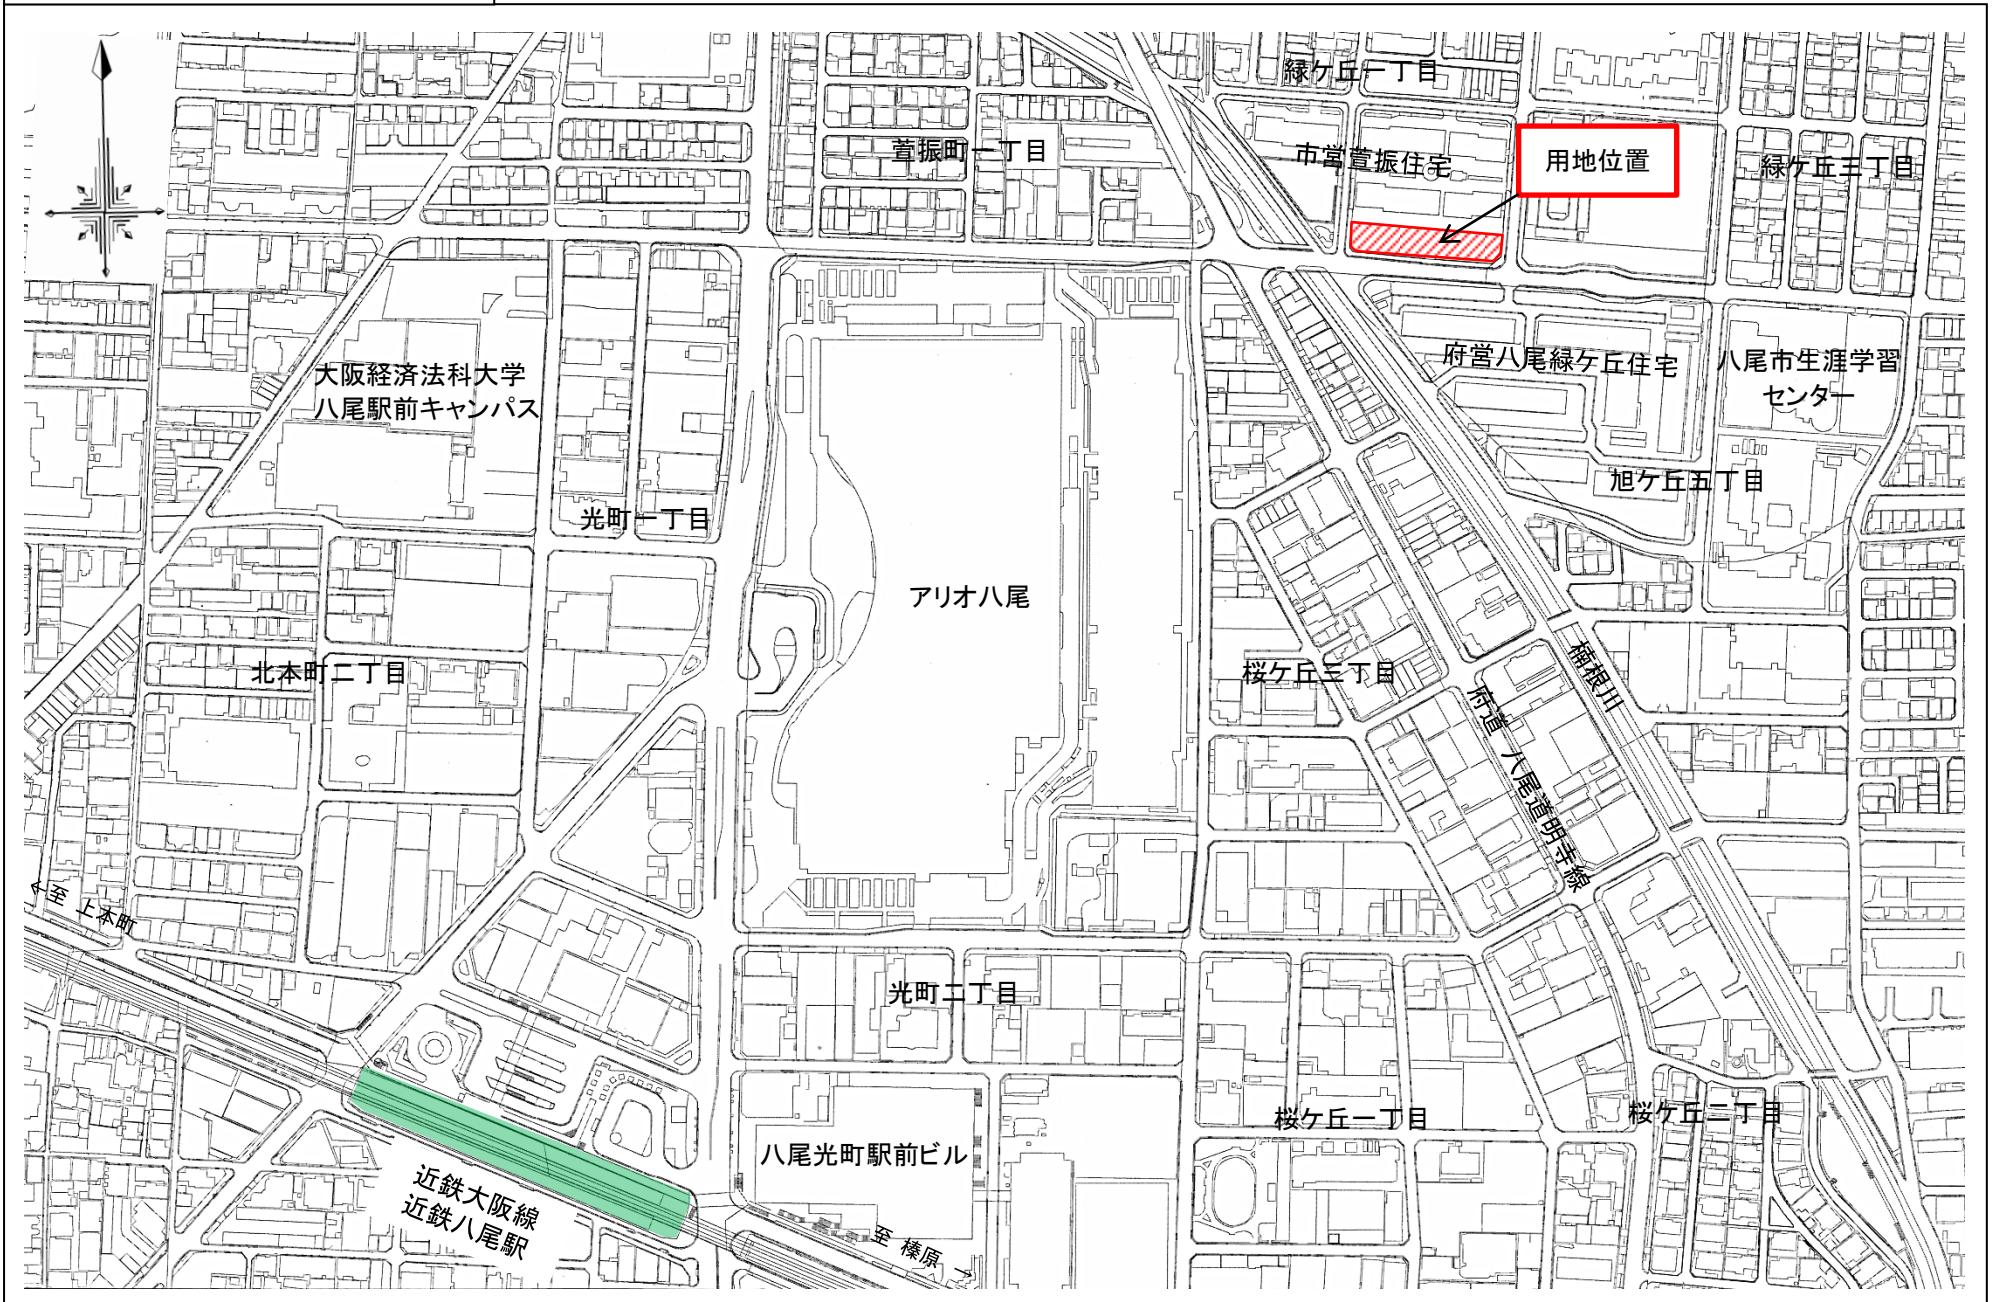 緑ケ丘一丁目
萱振町一丁目
市営萱振住宅
用地位置
緑ケ丘三丁目
大阪経済法科大学
八尾駅前キャンパス
府営八尾緑ケ丘住宅
八尾市生涯学習
センター
旭ケ丘五丁目
光町一丁目
アリオ八尾
北本町二丁目
桜ケ丘三丁目
楠根川
府道 八尾道明寺線
←至 上本町
光町二丁目
桜ケ丘一丁目
桜ケ丘二丁目
八尾光町駅前ビル
近鉄大阪線
近鉄八尾駅
至 榛原→